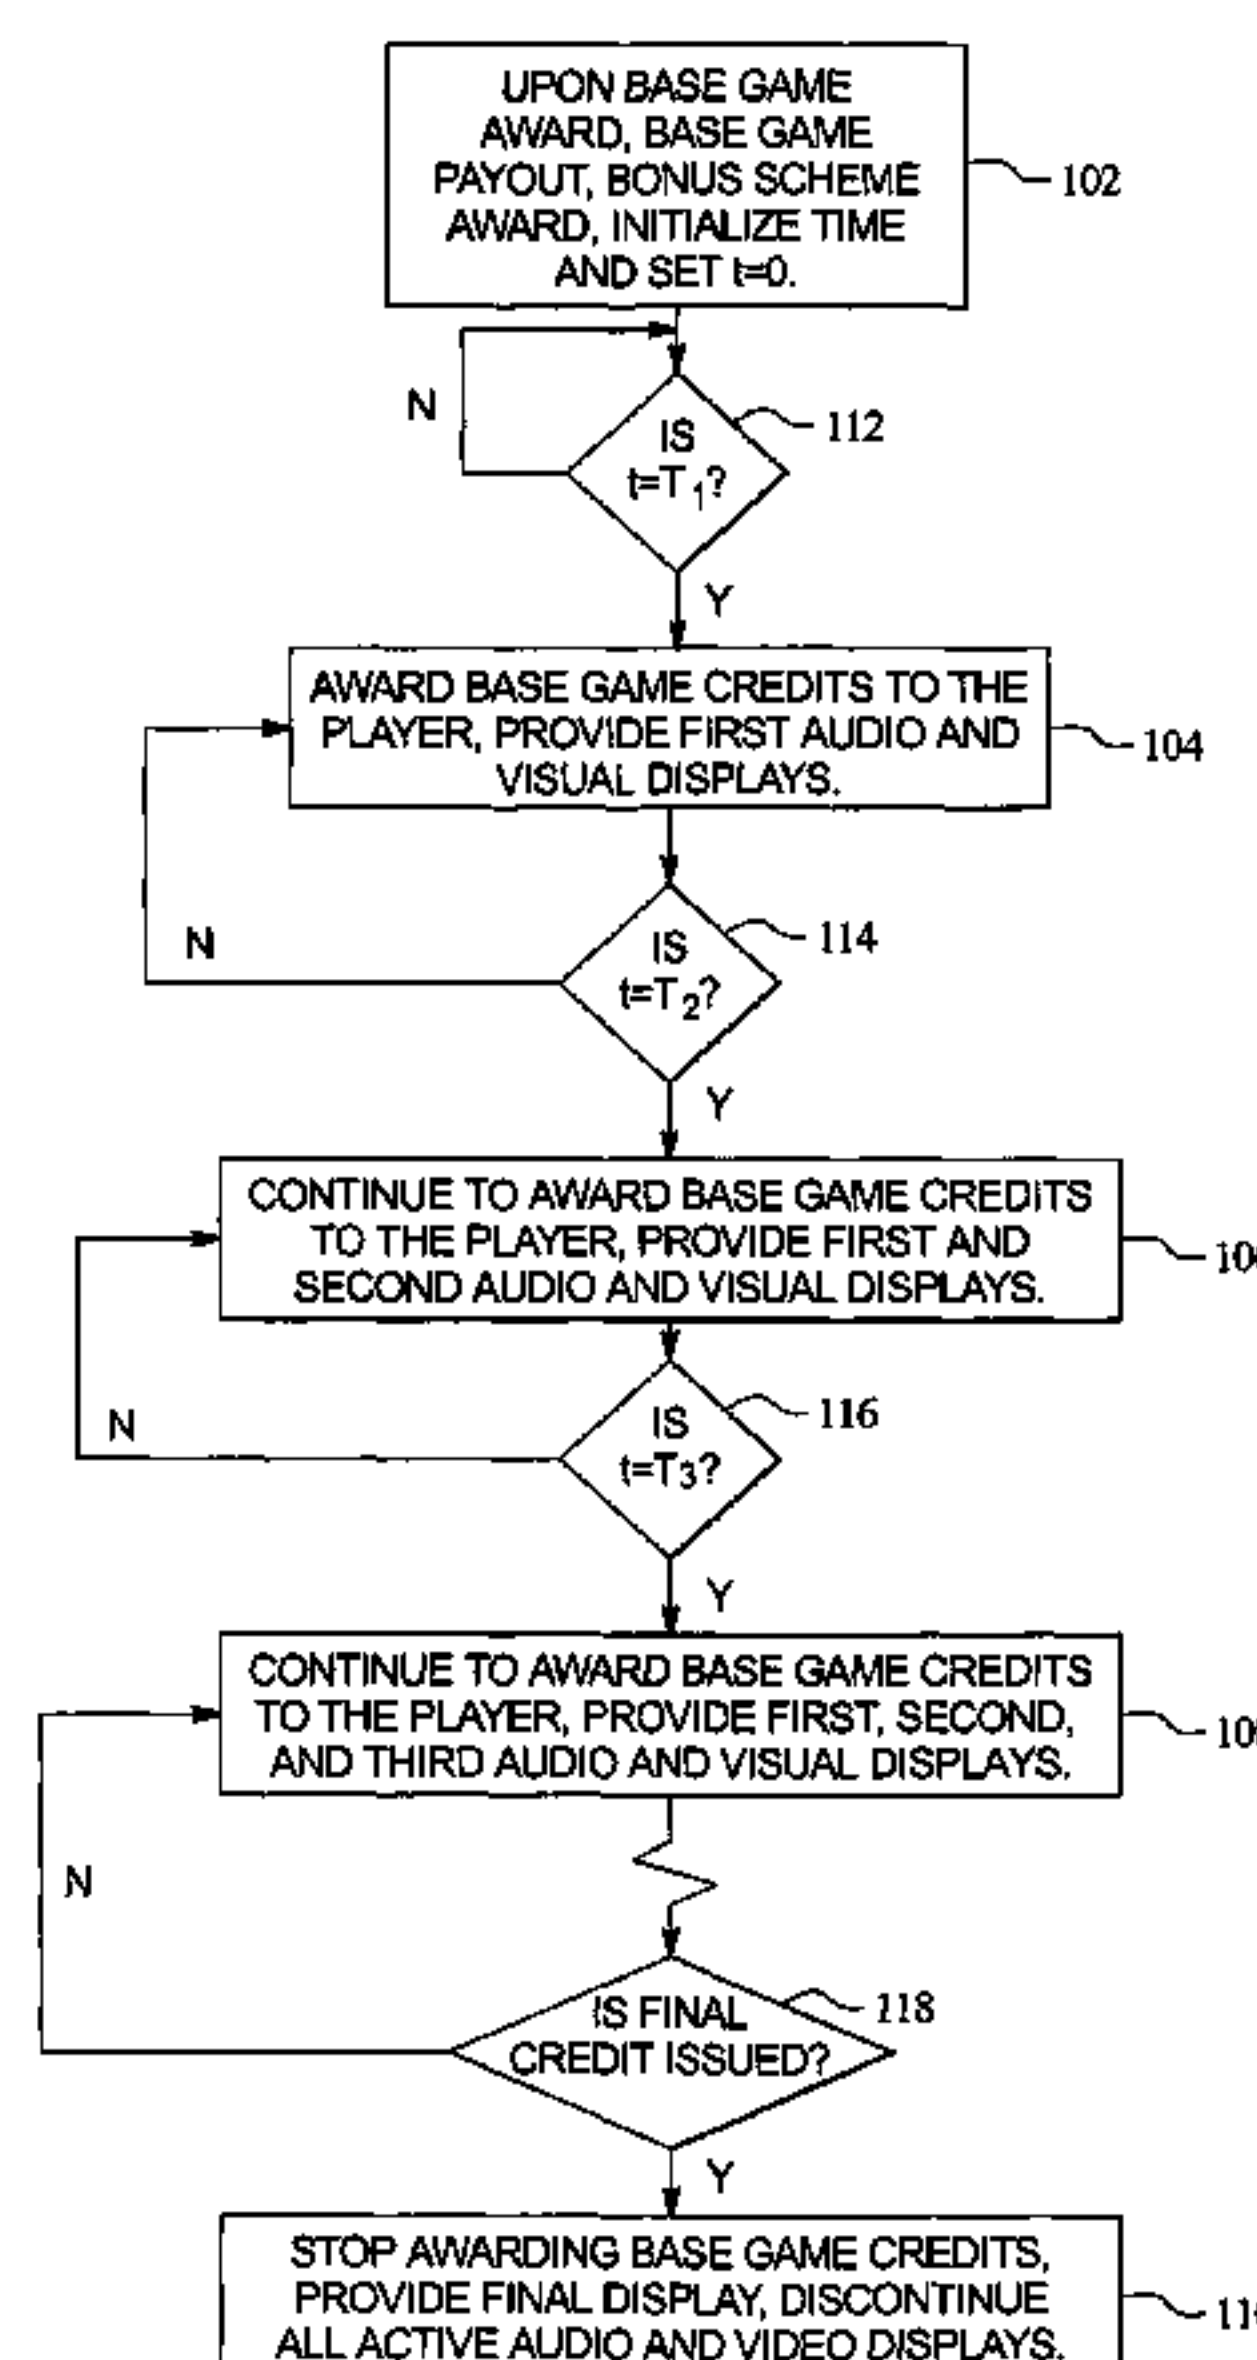 UPON BASE GAME
AWARD, BASE GAME
PAYOUT, BONUS SCHEME
AWARD, INITIALIZE TIME
AND SET t=0.
102
N
IS
t=T1?
112
Y
AWARD BASE GAME CREDITS TO THE
PLAYER, PROVIDE FIRST AUDIO AND
VISUAL DISPLAYS.
104
N
IS
t=T2?
114
Y
CONTINUE TO AWARD BASE GAME CREDITS
TO THE PLAYER, PROVIDE FIRST AND
SECOND AUDIO AND VISUAL DISPLAYS.
N
IS
t=T3?
116
Y
CONTINUE TO AWARD BASE GAME CREDITS
TO THE PLAYER, PROVIDE FIRST, SECOND,
AND THIRD AUDIO AND VISUAL DISPLAYS.
N
IS FINAL
CREDIT ISSUED?
118
Y
STOP AWARDING BASE GAME CREDITS,
PROVIDE FINAL DISPLAY, DISCONTINUE
ALL ACTIVE AUDIO AND VIDEO DISPLAYS.